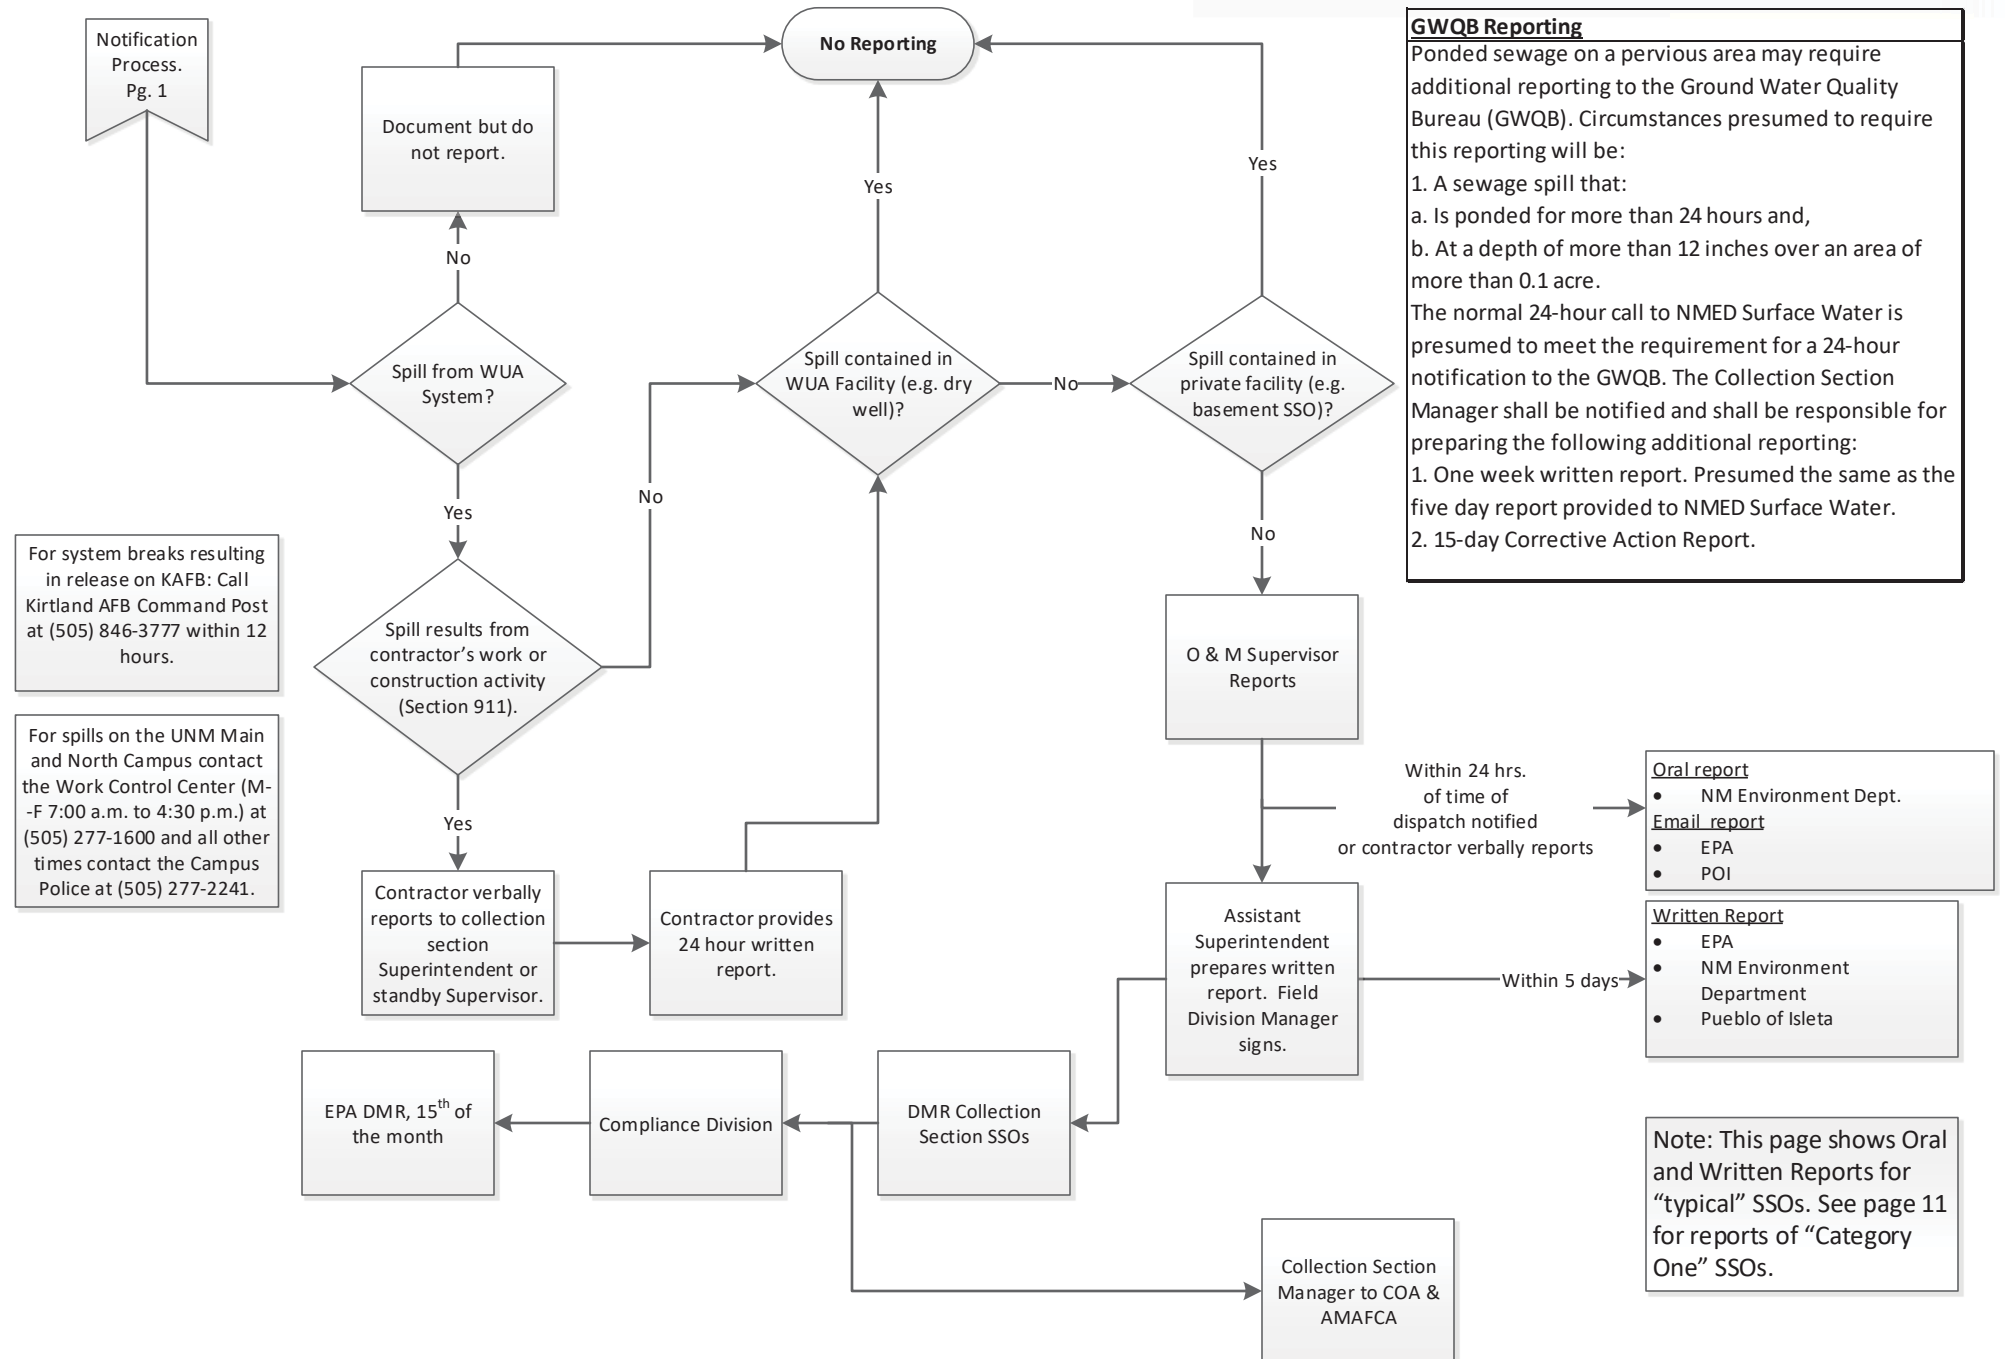 Notification
Process.
Pg. 1
No Reporting
Document but do
not report.
Yes
Yes
No
Spill from WUA
System?
Spill contained in
WUA Facility (e.g. dry
well)?
No
Spill contained in
private facility (e.g.
basement SSO)?
Yes
No
No
For system breaks resulting
in release on KAFB: Call
Kirtland AFB Command Post
at (505) 846-3777 within 12
hours.
Spill results from
contractor’s work or
construction activity
(Section 911).
O & M Supervisor
Reports
For spills on the UNM Main
and North Campus contact
the Work Control Center (M-
-F 7:00 a.m. to 4:30 p.m.) at
(505) 277-1600 and all other
times contact the Campus
Police at (505) 277-2241.
Yes
Contractor verbally
reports to collection
section
Superintendent or
standby Supervisor.
Contractor provides
24 hour written
report.
Within 24 hrs.
of time of
dispatch notified
or contractor verbally reports
Oral report
• NM Environment Dept.
Email report
• EPA
• POI
Assistant
Superintendent
prepares written
report. Field
Division Manager
signs.
Within 5 days
Written Report
• EPA
• NM Environment
Department
• Pueblo of Isleta
EPA DMR, 15th of
the month
Compliance Division
DMR Collection
Section SSOs
Collection Section
Manager to COA &
AMAFCA
GWQB Reporting
Ponded sewage on a pervious area may require
additional reporting to the Ground Water Quality
Bureau (GWQB). Circumstances presumed to require
this reporting will be:
1. A sewage spill that:
a. Is ponded for more than 24 hours and,
b. At a depth of more than 12 inches over an area of
more than 0.1 acre.
The normal 24-hour call to NMED Surface Water is
presumed to meet the requirement for a 24-hour
notification to the GWQB. The Collection Section
Manager shall be notified and shall be responsible for
preparing the following additional reporting:
1. One week written report. Presumed the same as the
five day report provided to NMED Surface Water.
2. 15-day Corrective Action Report.
Note: This page shows Oral
and Written Reports for
“typical” SSOs. See page 11
for reports of “Category
One” SSOs.